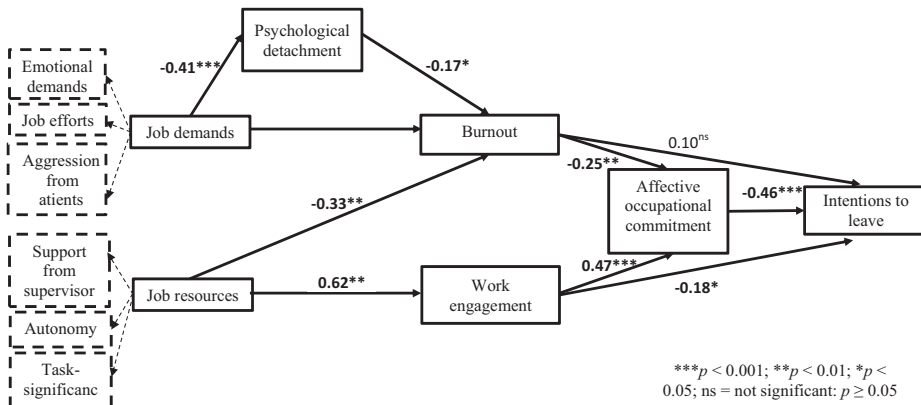 Psychological
detachment
-0.41***
-0.17*
Emotional
demands
Job efforts
Aggression
from
atients
Job demands
Burnout
0.10ns
-0.25**
Affective
occupational
commitment
-0.46***
Intentions to
leave
-0.33**
Support
from
supervisor
Autonomy
Task-
significanc
Job resources
0.62**
Work
engagement
0.47***
-0.18*
***p < 0.001; **p < 0.01; *p <
0.05; ns = not significant: p ≥ 0.05